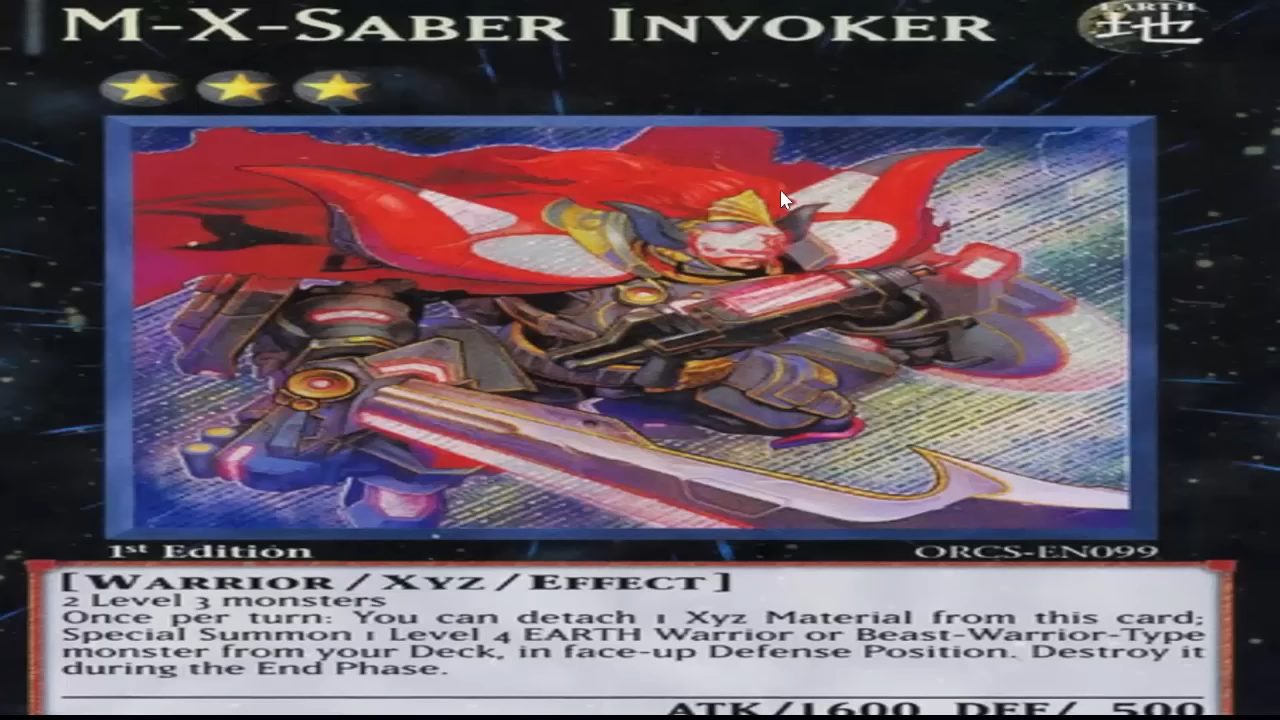 M-X-SABER INVOKER
EARTH
地
1st Edition
ORCS-EN099
[WARRIOR/XYZ/EFFECT]
2 Level 3 monsters
Once per turn: You can detach 1 Xyz Material from this card;
Special Summon 1 Level 4 EARTH Warrior or Beast-Warrior-Type
monster from your Deck, in face-up Defense Position. Destroy it
during the End Phase.
ATK/1600 DEF/ 500